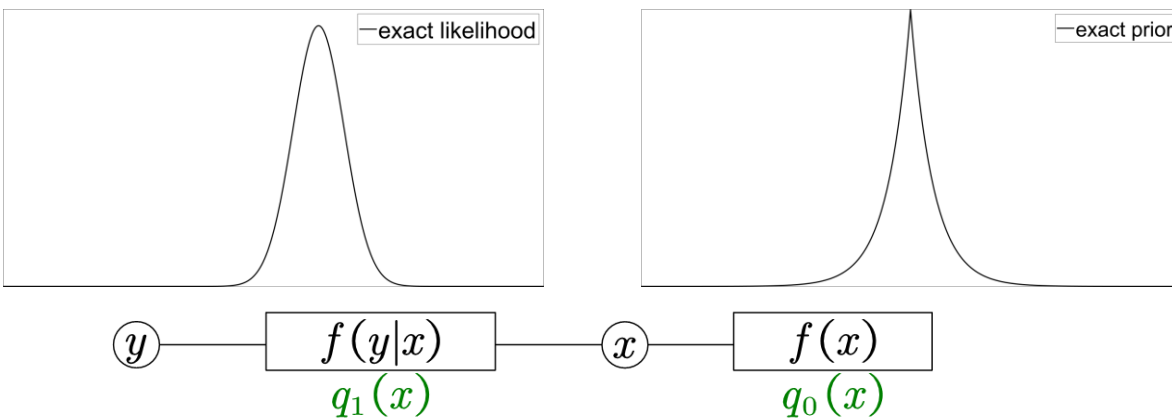 exact likelihood
exact prior
y f(y|x) x f(x)
q₁(x) q₀(x)